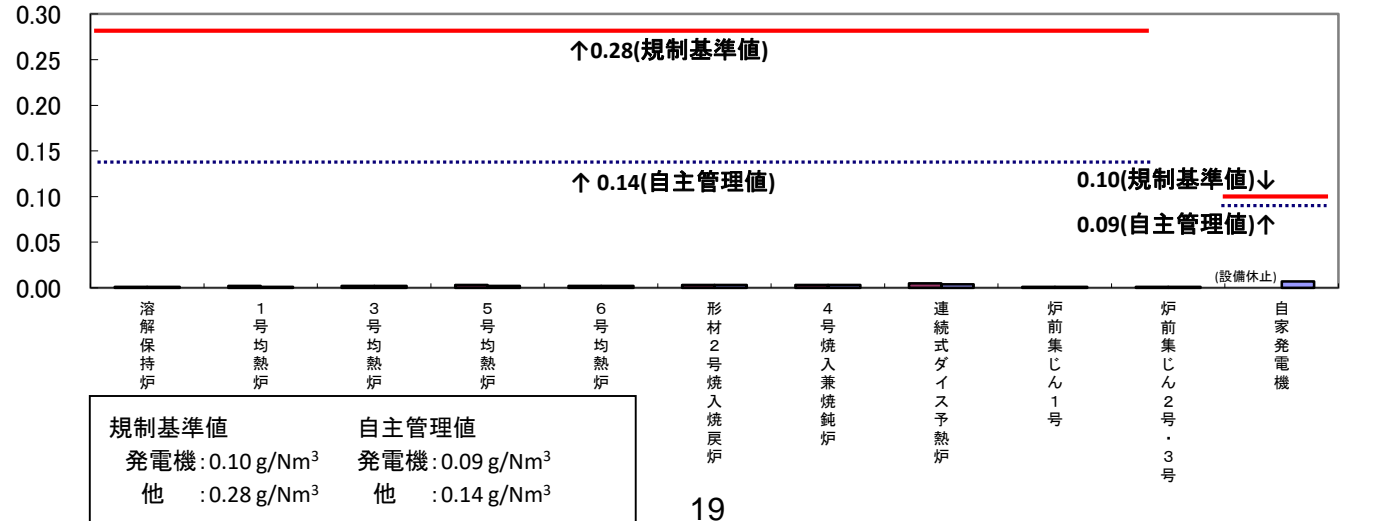 0.30
0.25
0.20
0.15
0.10
0.05
0.00
↑0.28(規制基準値)
↑ 0.14(自主管理値)
0.10(規制基準値)↓
0.09(自主管理値)↑
(設備休止)
溶解保持炉
1号均熱炉
3号均熱炉
5号均熱炉
6号均熱炉
形材2号焼入焼戻炉
4号焼入兼焼鈍炉
連続式ダイス予熱炉
炉前集じん1号
炉前集じん2号・3号
自家発電機
規制基準値 自主管理値
発電機:0.10 g/Nm³ 発電機:0.09 g/Nm³
他 :0.28 g/Nm³ 他 :0.14 g/Nm³
19